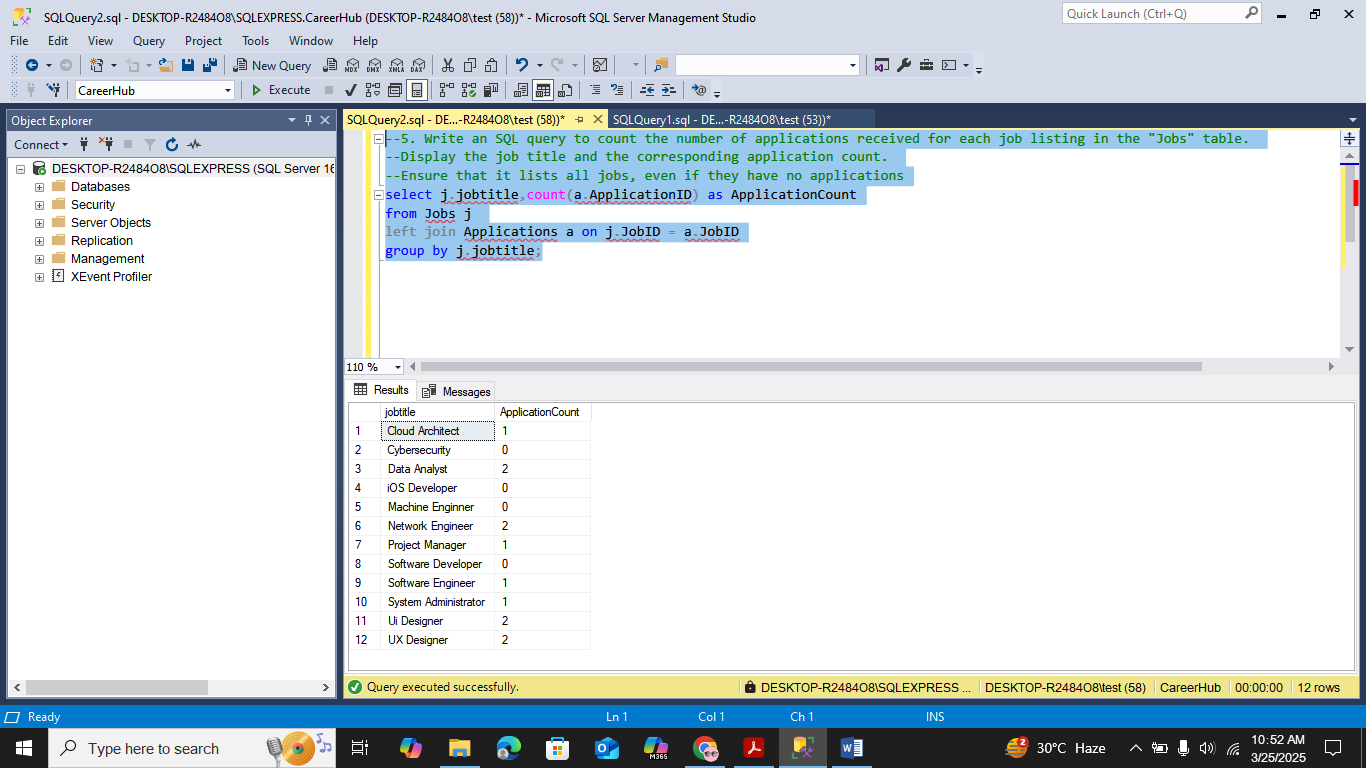 SQLQuery2.sql - DESKTOP-R2484O8\SQLEXPRESS.CareerHub (DESKTOP-R2484O8\test (58))* - Microsoft SQL Server Management Studio
Quick Launch (Ctrl+Q)
File Edit View Query Project Tools Window Help
New Query
MDX DMX XMLA DAX
CareerHub
Execute
Object Explorer
SQLQuery2.sql - DE...-R2484O8\test (58))*
SQLQuery1.sql - DE...-R2484O8\test (53))*
Connect
DESKTOP-R2484O8\SQLEXPRESS (SQL Server 16
Databases
Security
Server Objects
Replication
Management
XEvent Profiler
--5. Write an SQL query to count the number of applications received for each job listing in the "Jobs" table.
--Display the job title and the corresponding application count.
--Ensure that it lists all jobs, even if they have no applications
select j.jobtitle,count(a.ApplicationID) as ApplicationCount
from Jobs j
left join Applications a on j.JobID = a.JobID
group by j.jobtitle;
110 %
Results
Messages
jobtitle ApplicationCount
1 Cloud Architect 1
2 Cybersecurity 0
3 Data Analyst 2
4 iOS Developer 0
5 Machine Enginner 0
6 Network Engineer 2
7 Project Manager 1
8 Software Developer 0
9 Software Engineer 1
10 System Administrator 1
11 Ui Designer 2
12 UX Designer 2
Query executed successfully.
DESKTOP-R2484O8\SQLEXPRESS ...
DESKTOP-R2484O8\test (58)
CareerHub
00:00:00
12 rows
Ready
Ln 1
Col 1
Ch 1
INS
Type here to search
M365
2
30°C Haze
10:52 AM
3/25/2025